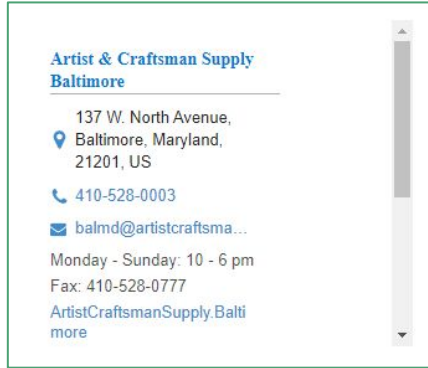 Artist & Craftsman Supply
Baltimore
137 W. North Avenue,
Baltimore, Maryland,
21201, US
410-528-0003
balmd@artistcraftsma...
Monday - Sunday: 10 - 6 pm
Fax: 410-528-0777
ArtistCraftsmanSupply.Balti
more